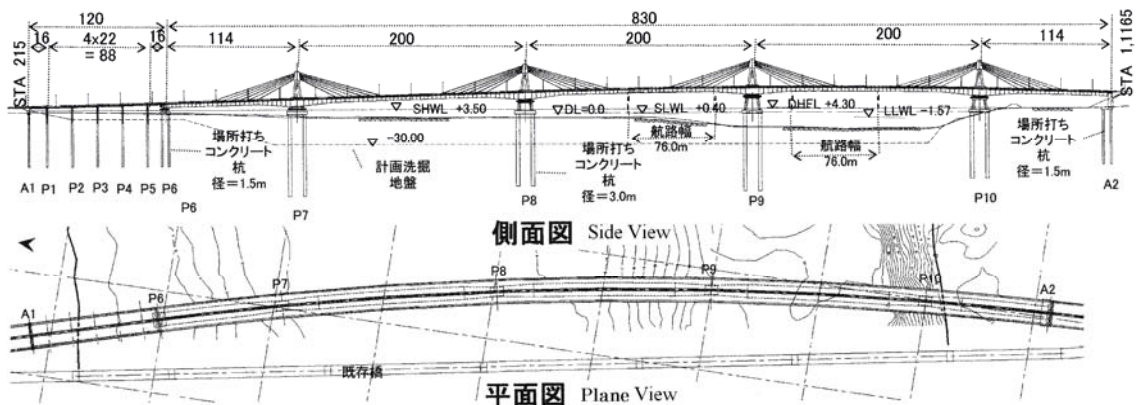 120
830
16
4x22
= 88
16
114
200
200
200
114
STA 215
STA 1,1165
SHWL +3.50
DL=0.0
SLWL +0.40
DHFL +4.30
LLWL -1.57
航路幅
76.0m
航路幅
76.0m
-30.00
計画洗掘
地盤
場所打ち
コンクリート
杭
径=1.5m
場所打ち
コンクリート
杭
径=3.0m
場所打ち
コンクリート
杭
径=1.5m
A1
P1
P2
P3
P4
P5
P6
P6
P7
P8
P9
P10
A2
側面図 Side View
A1
P6
P7
P8
P9
P10
A2
既存橋
平面図 Plane View